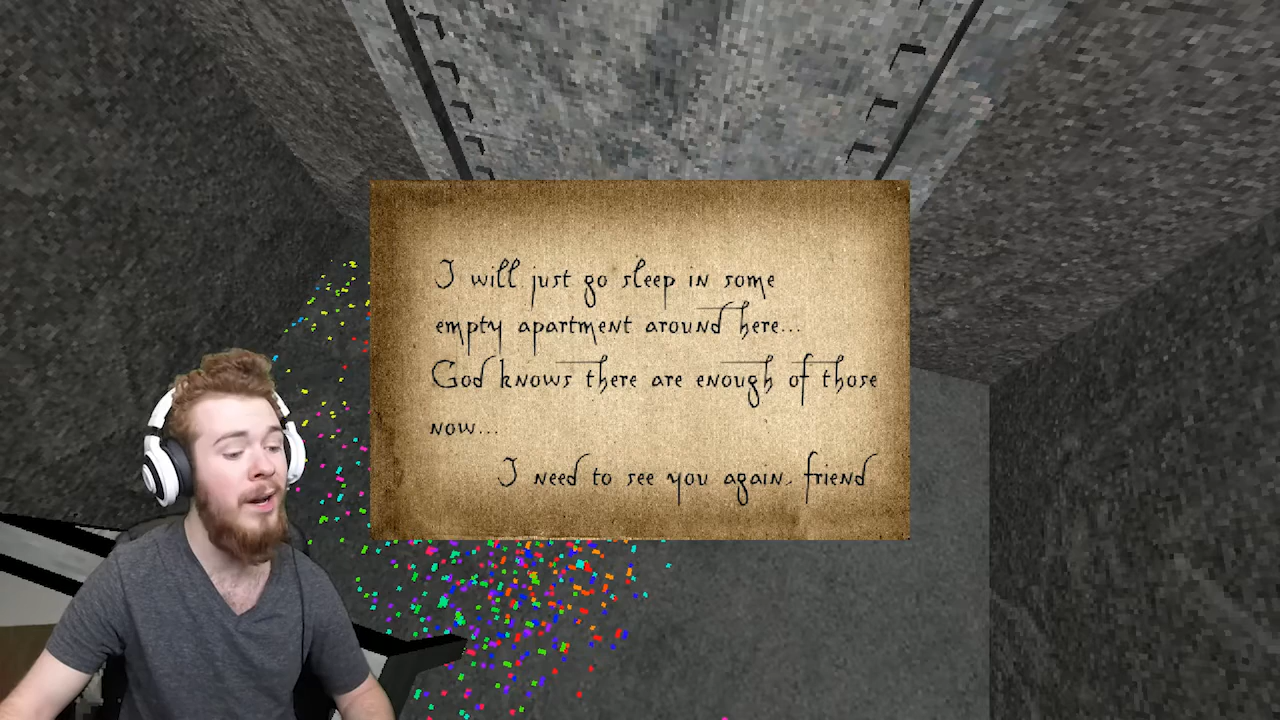 I will just go sleep in some
empty apartment around here...
God knows there are enough of those
now...
I need to see you again, friend